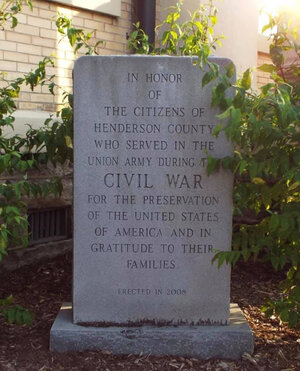 IN HONOR
OF
THE CITIZENS OF
HENDERSON COUNTY
WHO SERVED IN THE
UNION ARMY DURING
CIVIL WAR
FOR THE PRESERVATION
OF THE UNITED STATES
OF AMERICA AND IN
GRATITUDE TO THEIR
FAMILIES
ERECTED IN 2008